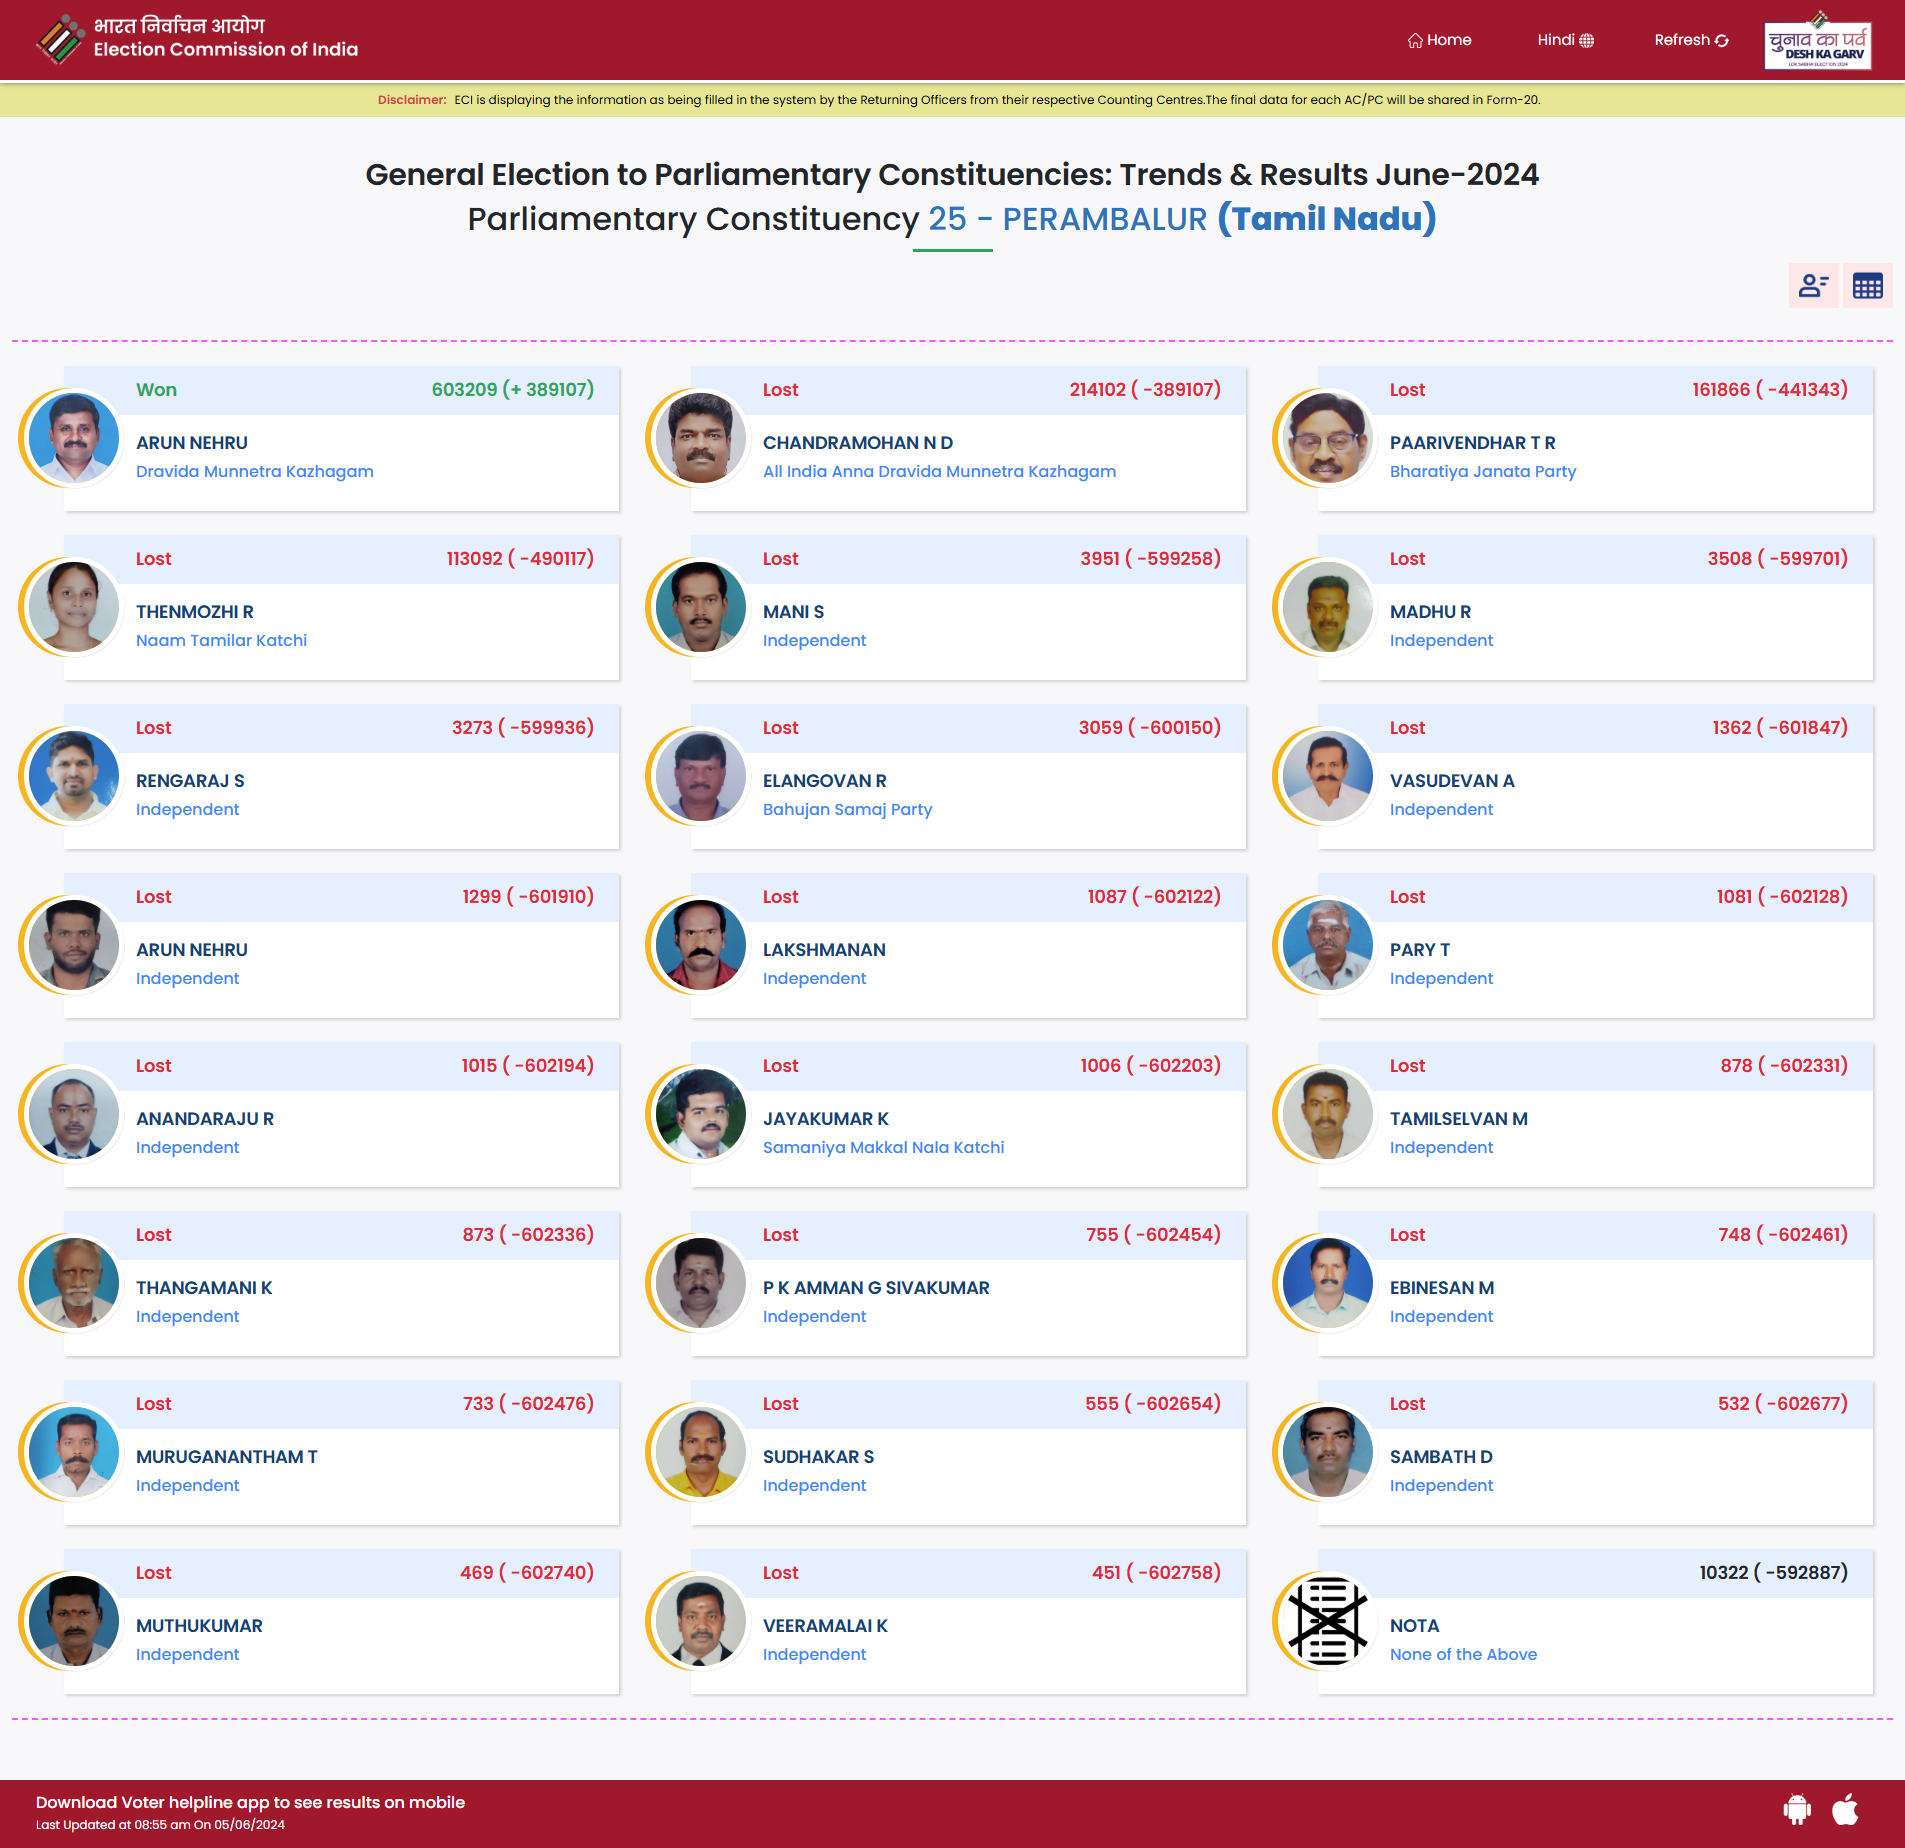 भारत निर्वाचन आयोग
Election Commission of India
Home
Hindi
Refresh
चुनाव का पर्व
DESH KA GARV
LOK SABHA ELECTION 2024
Disclaimer: ECI is displaying the information as being filled in the system by the Returning Officers from their respective Counting Centres.The final data for each AC/PC will be shared in Form-20.
General Election to Parliamentary Constituencies: Trends & Results June-2024
Parliamentary Constituency 25 - PERAMBALUR (Tamil Nadu)
Won 603209 (+ 389107)
ARUN NEHRU
Dravida Munnetra Kazhagam
Lost 214102 ( -389107)
CHANDRAMOHAN N D
All India Anna Dravida Munnetra Kazhagam
Lost 161866 ( -441343)
PAARIVENDHAR T R
Bharatiya Janata Party
Lost 113092 ( -490117)
THENMOZHI R
Naam Tamilar Katchi
Lost 3951 ( -599258)
MANI S
Independent
Lost 3508 ( -599701)
MADHU R
Independent
Lost 3273 ( -599936)
RENGARAJ S
Independent
Lost 3059 ( -600150)
ELANGOVAN R
Bahujan Samaj Party
Lost 1362 ( -601847)
VASUDEVAN A
Independent
Lost 1299 ( -601910)
ARUN NEHRU
Independent
Lost 1087 ( -602122)
LAKSHMANAN
Independent
Lost 1081 ( -602128)
PARY T
Independent
Lost 1015 ( -602194)
ANANDARAJU R
Independent
Lost 1006 ( -602203)
JAYAKUMAR K
Samaniya Makkal Nala Katchi
Lost 878 ( -602331)
TAMILSELVAN M
Independent
Lost 873 ( -602336)
THANGAMANI K
Independent
Lost 755 ( -602454)
P K AMMAN G SIVAKUMAR
Independent
Lost 748 ( -602461)
EBINESAN M
Independent
Lost 733 ( -602476)
MURUGANANTHAM T
Independent
Lost 555 ( -602654)
SUDHAKAR S
Independent
Lost 532 ( -602677)
SAMBATH D
Independent
Lost 469 ( -602740)
MUTHUKUMAR
Independent
Lost 451 ( -602758)
VEERAMALAI K
Independent
10322 ( -592887)
NOTA
None of the Above
Download Voter helpline app to see results on mobile
Last Updated at 08:55 am On 05/06/2024